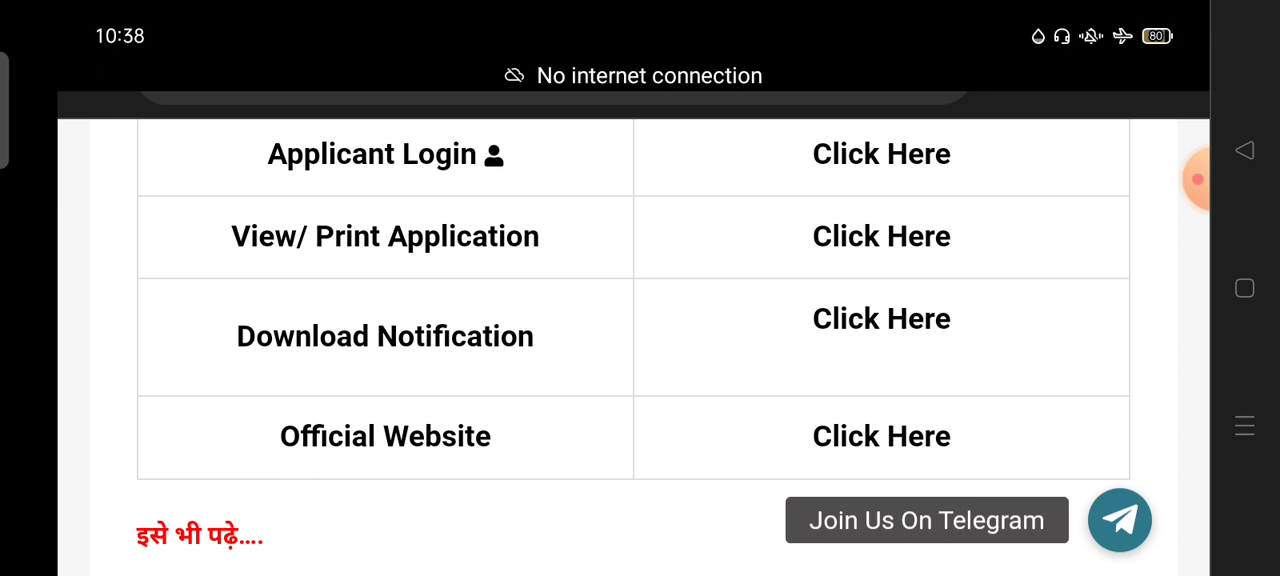 10:38
80
No internet connection
Applicant Login Click Here
View/ Print Application Click Here
Download Notification Click Here
Official Website Click Here
इसे भी पढ़े....
Join Us On Telegram